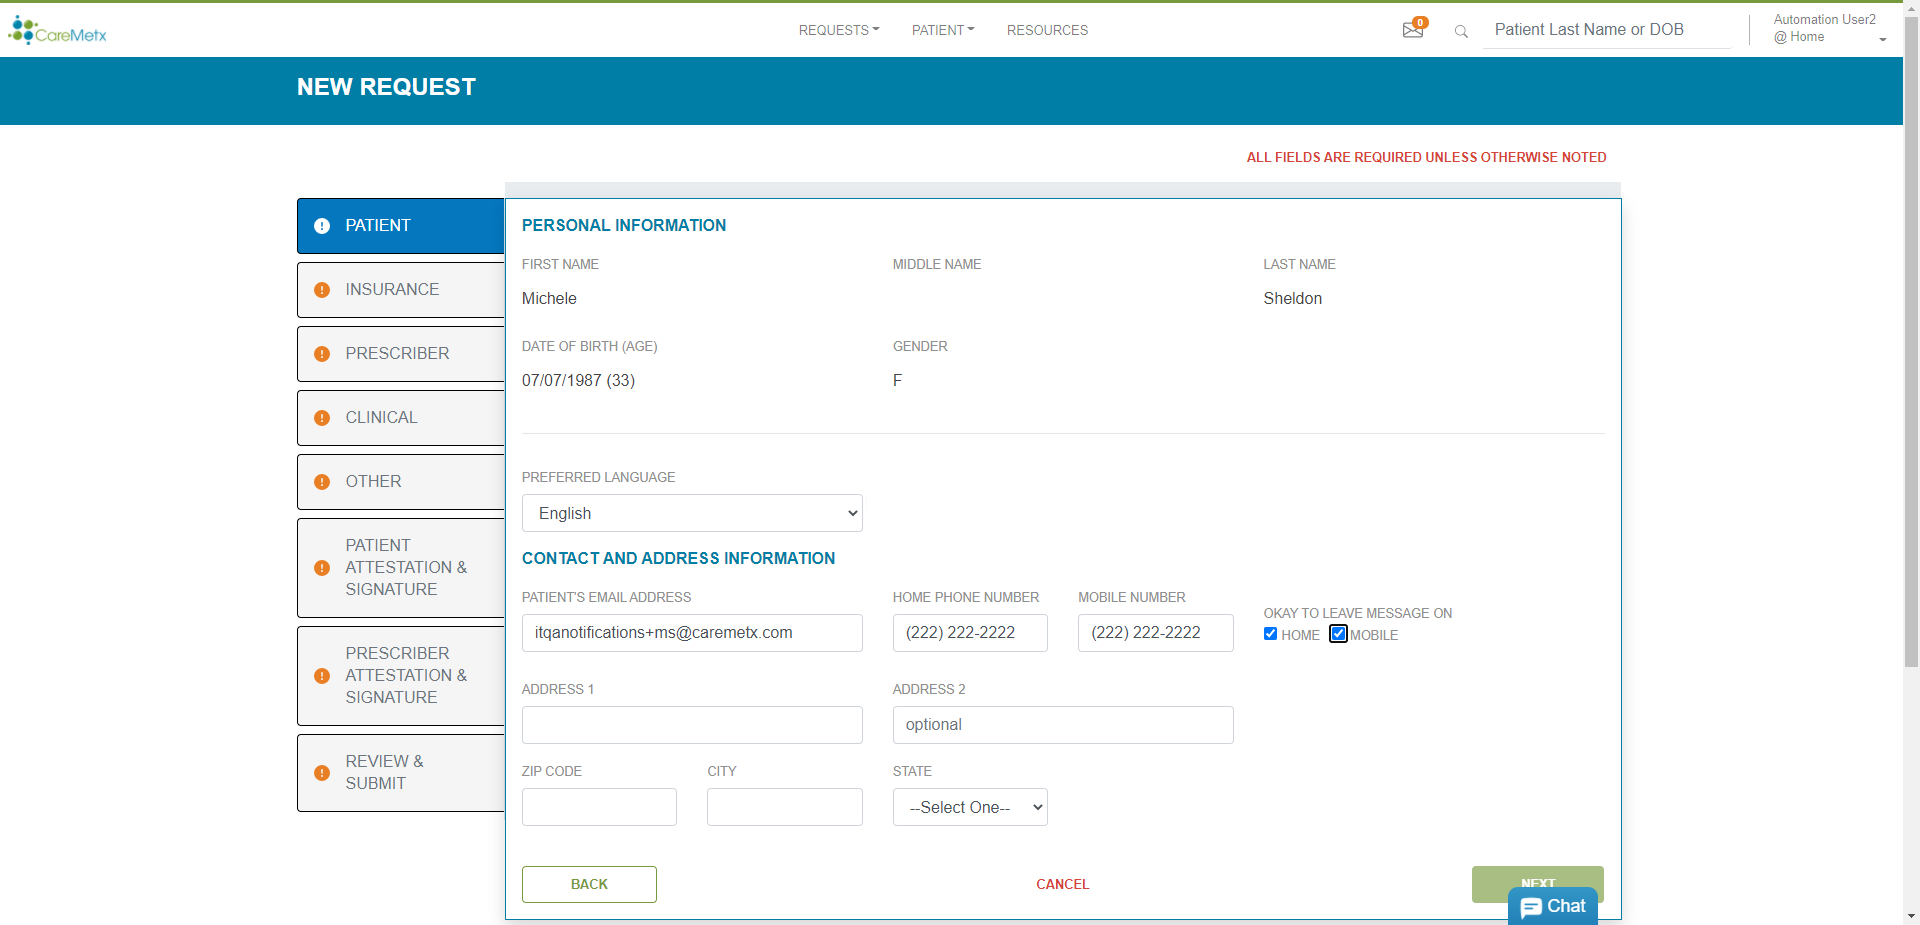 CareMetx
REQUESTS PATIENT RESOURCES
0
Patient Last Name or DOB
Automation User2
@ Home
NEW REQUEST
ALL FIELDS ARE REQUIRED UNLESS OTHERWISE NOTED
PATIENT
INSURANCE
PRESCRIBER
CLINICAL
OTHER
PATIENT
ATTESTATION &
SIGNATURE
PRESCRIBER
ATTESTATION &
SIGNATURE
REVIEW &
SUBMIT
PERSONAL INFORMATION
FIRST NAME MIDDLE NAME LAST NAME
Michele Sheldon
DATE OF BIRTH (AGE) GENDER
07/07/1987 (33) F
PREFERRED LANGUAGE
English
CONTACT AND ADDRESS INFORMATION
PATIENT'S EMAIL ADDRESS HOME PHONE NUMBER MOBILE NUMBER
OKAY TO LEAVE MESSAGE ON
itqanotifications+ms@caremetx.com (222) 222-2222 (222) 222-2222
HOME MOBILE
ADDRESS 1 ADDRESS 2
optional
ZIP CODE CITY STATE
--Select One--
BACK CANCEL NEXT
Chat